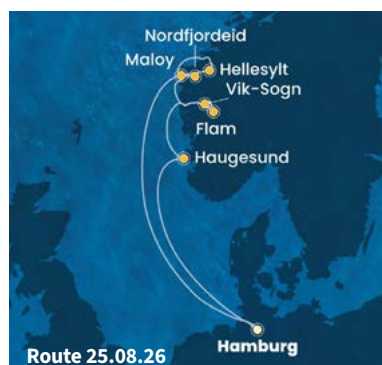 Nordfjordeid
Maloy
Hellesylt
Vik-Sogn
Flam
Haugesund
Hamburg
Route 25.08.26